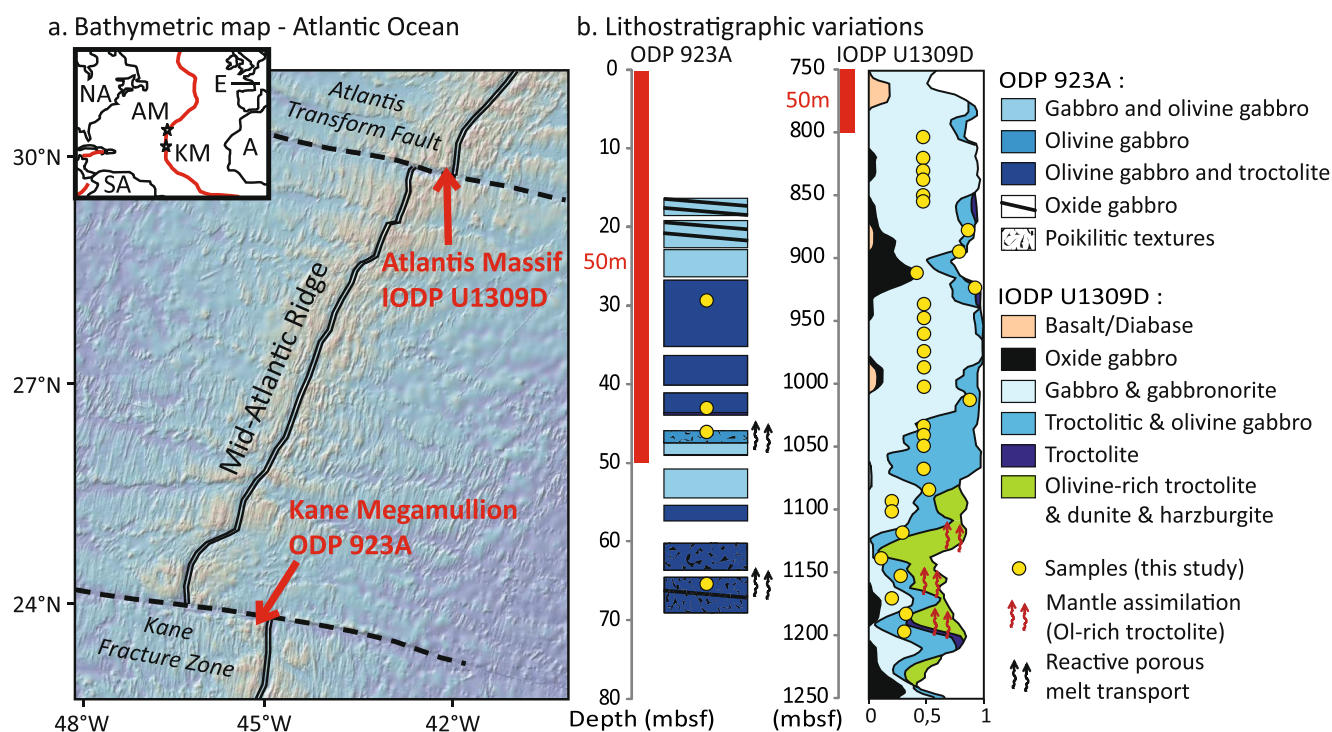 a. Bathymetric map - Atlantic Ocean
NA
AM
E
KM
A
SA
Atlantis
Transform Fault
30°N
27°N
24°N
Atlantis Massif
IODP U1309D
Mid-Atlantic Ridge
Kane Megamullion
ODP 923A
Kane
Fracture Zone
48°W
45°W
42°W
b. Lithostratigraphic variations
ODP 923A
0
10
20
50m
30
40
50
60
70
80
Depth (mbsf)
IODP U1309D
750
50m
800
850
900
950
1000
1050
1100
1150
1200
1250
(mbsf)
0
0,5
1
ODP 923A :
Gabbro and olivine gabbro
Olivine gabbro
Olivine gabbro and troctolite
Oxide gabbro
Poikilitic textures
IODP U1309D :
Basalt/Diabase
Oxide gabbro
Gabbro & gabbronorite
Troctolitic & olivine gabbro
Troctolite
Olivine-rich troctolite
& dunite & harzburgite
Samples (this study)
Mantle assimilation
(Ol-rich troctolite)
Reactive porous
melt transport